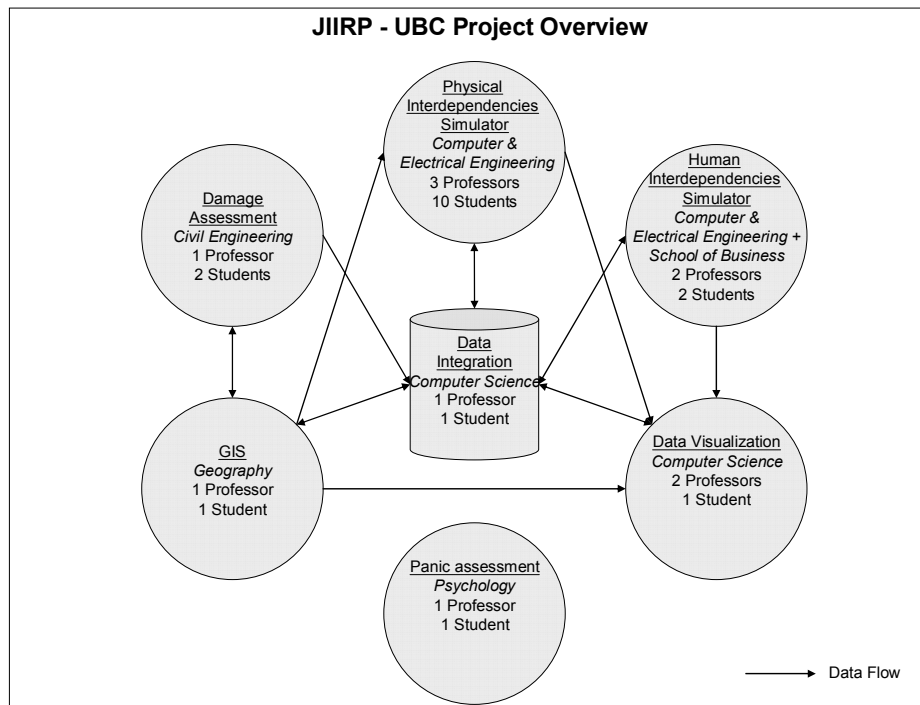 JIIRP - UBC Project Overview
Physical
Interdependencies
Simulator
Computer &
Electrical Engineering
3 Professors
10 Students
Human
Interdependencies
Simulator
Computer &
Electrical Engineering +
School of Business
2 Professors
2 Students
Damage
Assessment
Civil Engineering
1 Professor
2 Students
Data
Integration
Computer Science
1 Professor
1 Student
GIS
Geography
1 Professor
1 Student
Data Visualization
Computer Science
2 Professors
1 Student
Panic assessment
Psychology
1 Professor
1 Student
Data Flow